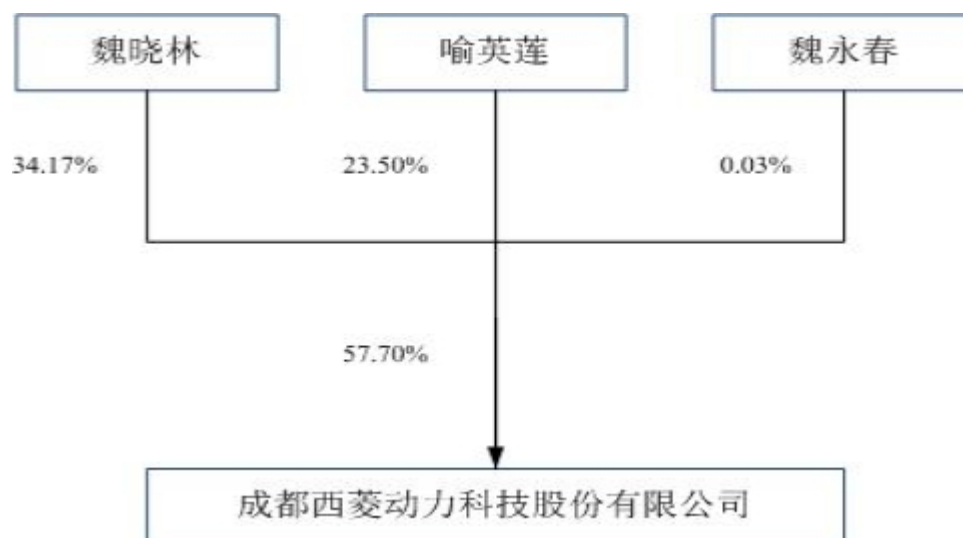 魏晓林
喻英莲
魏永春
34.17%
23.50%
0.03%
57.70%
成都西菱动力科技股份有限公司